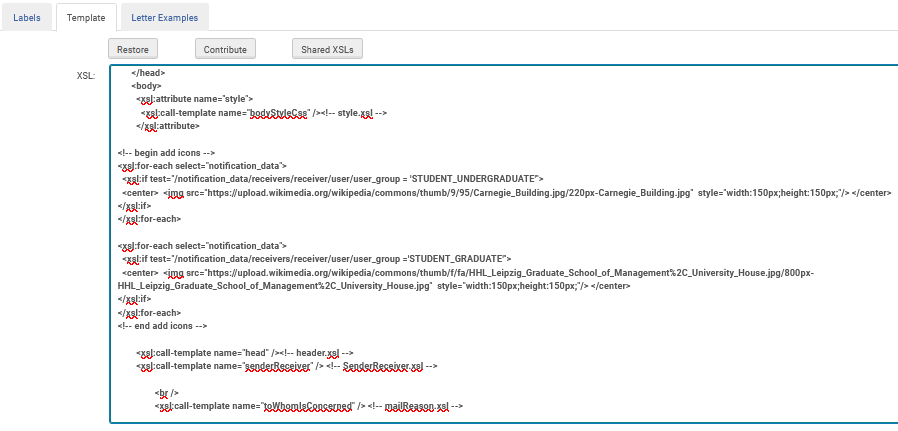 Labels Template Letter Examples
Restore Contribute Shared XSLs
XSL:
</head>
<body>
<xsl:attribute name="style">
<xsl:call-template name="bodyStyleCss" /><!-- style.xsl -->
</xsl:attribute>
<!-- begin add icons -->
<xsl:for-each select="notification_data">
<xsl:if test="/notification_data/receivers/receiver/user/user_group = 'STUDENT_UNDERGRADUATE'">
<center> <img src="https://upload.wikimedia.org/wikipedia/commons/thumb/9/95/Carnegie_Building.jpg/220px-Carnegie_Building.jpg" style="width:150px;height:150px;"/> </center>
</xsl:if>
</xsl:for-each>
<xsl:for-each select="notification_data">
<xsl:if test="/notification_data/receivers/receiver/user/user_group ='STUDENT_GRADUATE'">
<center> <img src="https://upload.wikimedia.org/wikipedia/commons/thumb/f/fa/HHL_Leipzig_Graduate_School_of_Management%2C_University_House.jpg/800px-
HHL_Leipzig_Graduate_School_of_Management%2C_University_House.jpg" style="width:150px;height:150px;"/> </center>
</xsl:if>
</xsl:for-each>
<!-- end add icons -->
<xsl:call-template name="head" /><!-- header.xsl -->
<xsl:call-template name="senderReceiver" /> <!-- SenderReceiver.xsl -->
<br />
<xsl:call-template name="toWhomIsConcerned" /> <!-- mailReason.xsl -->